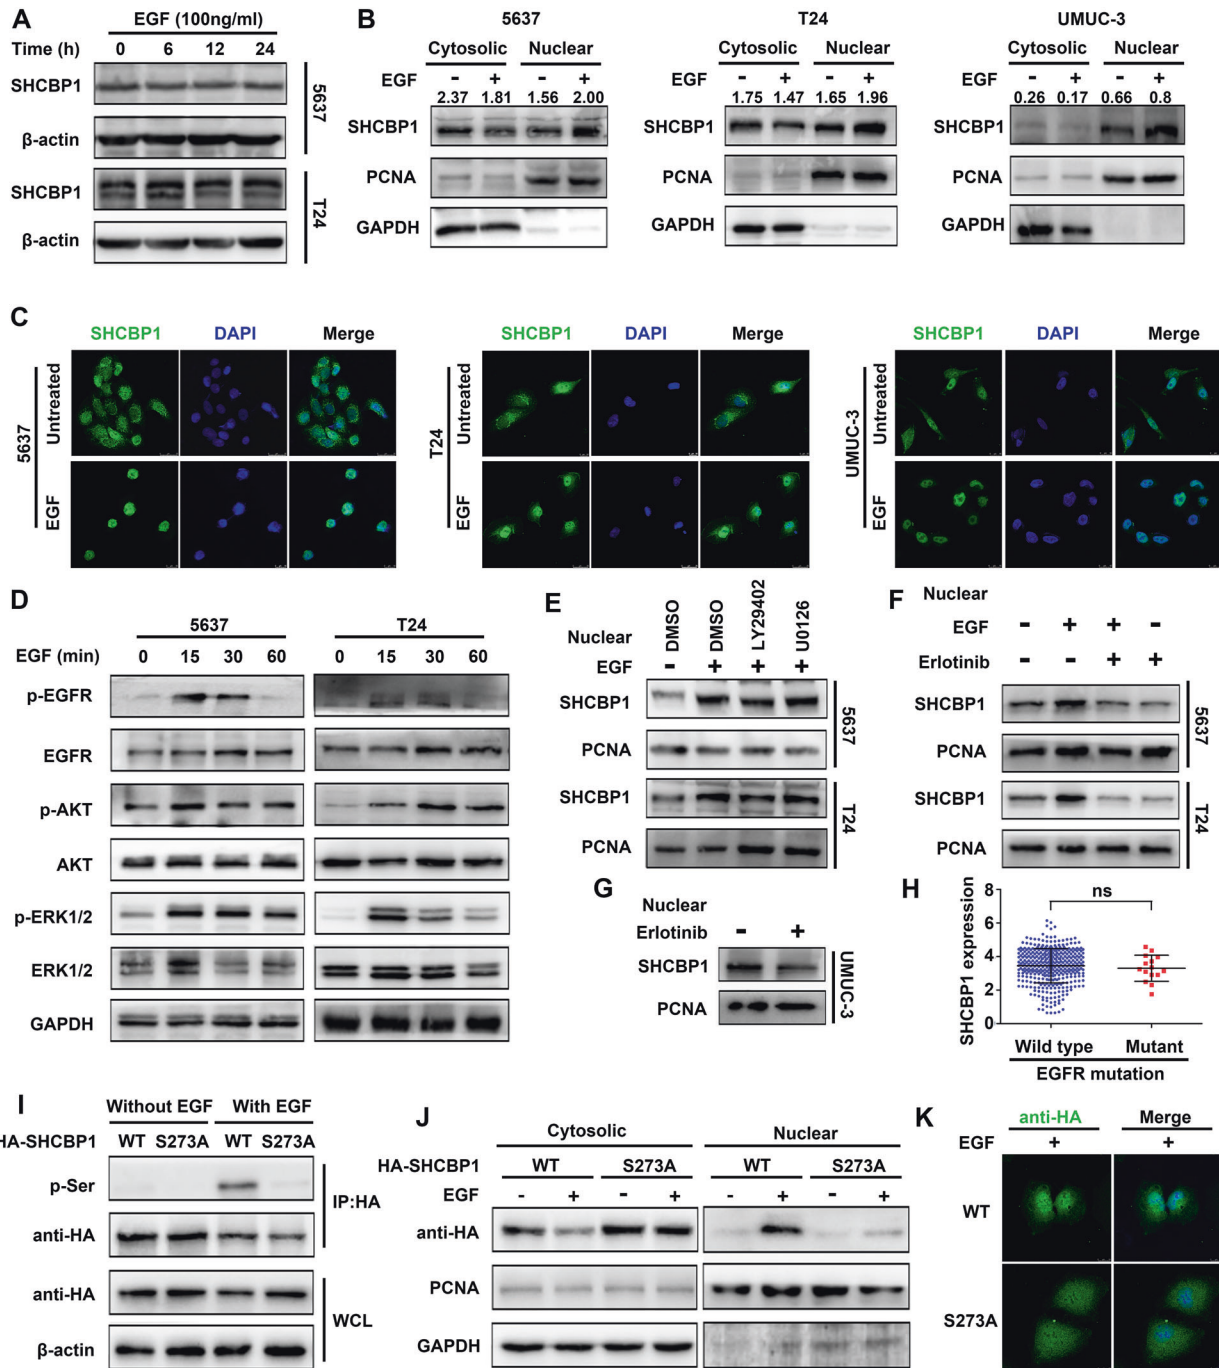 A
EGF (100ng/ml)
Time (h) 0 6 12 24
SHCBP1
β-actin
5637
SHCBP1
β-actin
T24
B
5637
Cytosolic Nuclear
EGF - + - +
2.37 1.81 1.56 2.00
SHCBP1
PCNA
GAPDH
T24
Cytosolic Nuclear
EGF - + - +
1.75 1.47 1.65 1.96
SHCBP1
PCNA
GAPDH
UMUC-3
Cytosolic Nuclear
EGF - + - +
0.26 0.17 0.66 0.8
SHCBP1
PCNA
GAPDH
C
SHCBP1 DAPI Merge
5637
Untreated
EGF
SHCBP1 DAPI Merge
T24
Untreated
EGF
SHCBP1 DAPI Merge
UMUC-3
Untreated
EGF
D
5637 T24
EGF (min) 0 15 30 60 0 15 30 60
p-EGFR
EGFR
p-AKT
AKT
p-ERK1/2
ERK1/2
GAPDH
E
Nuclear DMSO DMSO LY29402 U0126
EGF - + + +
SHCBP1
PCNA
5637
SHCBP1
PCNA
T24
F
Nuclear
EGF - + + -
Erlotinib - - + +
SHCBP1
PCNA
5637
SHCBP1
PCNA
T24
G
Nuclear
Erlotinib - +
SHCBP1
PCNA
UMUC-3
H
ns
SHCBP1 expression
8
6
4
2
0
Wild type Mutant
EGFR mutation
I
Without EGF With EGF
HA-SHCBP1 WT S273A WT S273A
p-Ser
anti-HA
IP:HA
anti-HA
β-actin
WCL
J
Cytosolic Nuclear
HA-SHCBP1 WT S273A WT S273A
EGF - + - + - + - +
anti-HA
PCNA
GAPDH
K
anti-HA Merge
EGF + +
WT
S273A